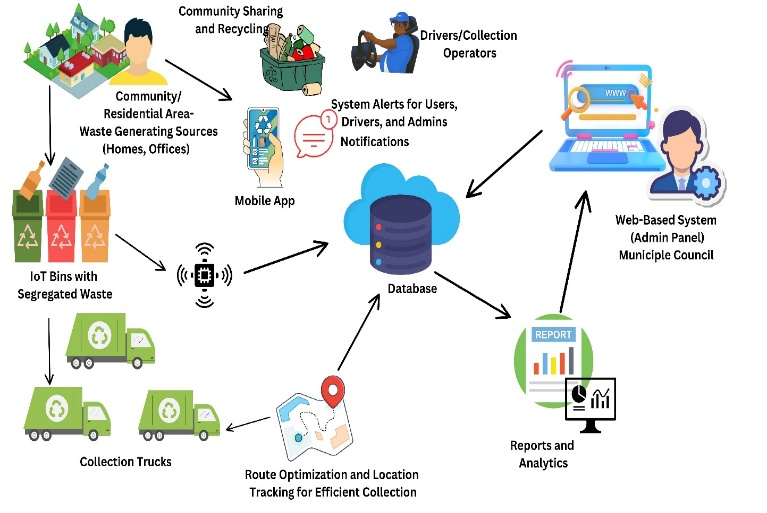 Community Sharing
and Recycling
Drivers/Collection
Operators
Community/
Residential Area-
Waste Generating Sources
(Homes, Offices)
System Alerts for Users,
Drivers, and Admins
Notifications
1
Mobile App
WWW
Web-Based System
(Admin Panel)
Municiple Council
IoT Bins with
Segregated Waste
Database
REPORT
Reports and
Analytics
Collection Trucks
Route Optimization and Location
Tracking for Efficient Collection